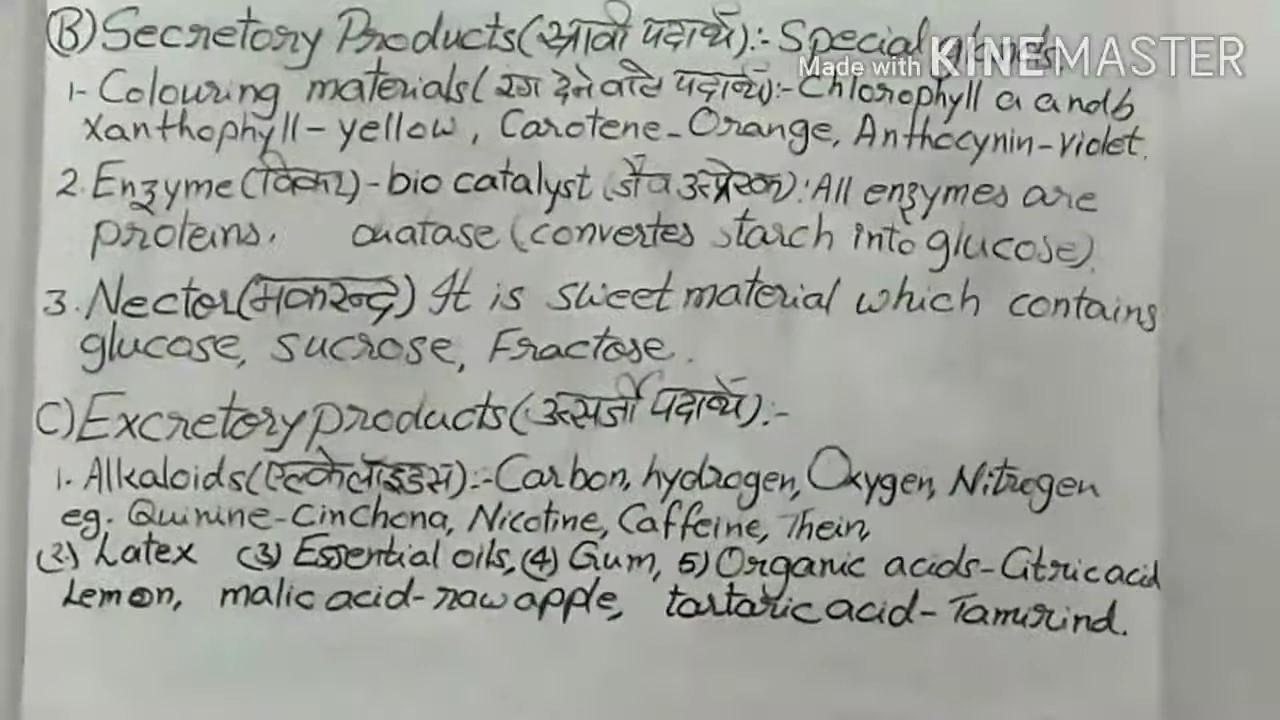 (B) Secretory Products (स्रावी पदार्थ):- Special glands.
Made with KINEMASTER
1- Colouring materials (रंग देने वाले पदार्थ):- Chlorophyll a and b
Xanthophyll - yellow, Carotene - Orange, Anthocynin - violet.
2. Enzyme (विकर) - bio catalyst (जैव उत्प्रेरक): All enzymes are
proteins. (convertes starch into glucose).
3. Nector (मकरन्द) It is sweet material which contains
glucose, sucrose, Fractose.
C) Excretory products (उत्सर्जी पदार्थ):-
1. Alkaloids (एल्केलॉइडस):- Carbon, hydrogen, Oxygen, Nitrogen
eg. Quinine - Cinchona, Nicotine, Caffeine, Thein,
(2) Latex (3) Essential oils, (4) Gum, 5) Organic acids - Citric acid
Lemon, malic acid - raw apple, tartaric acid - Tamurind.